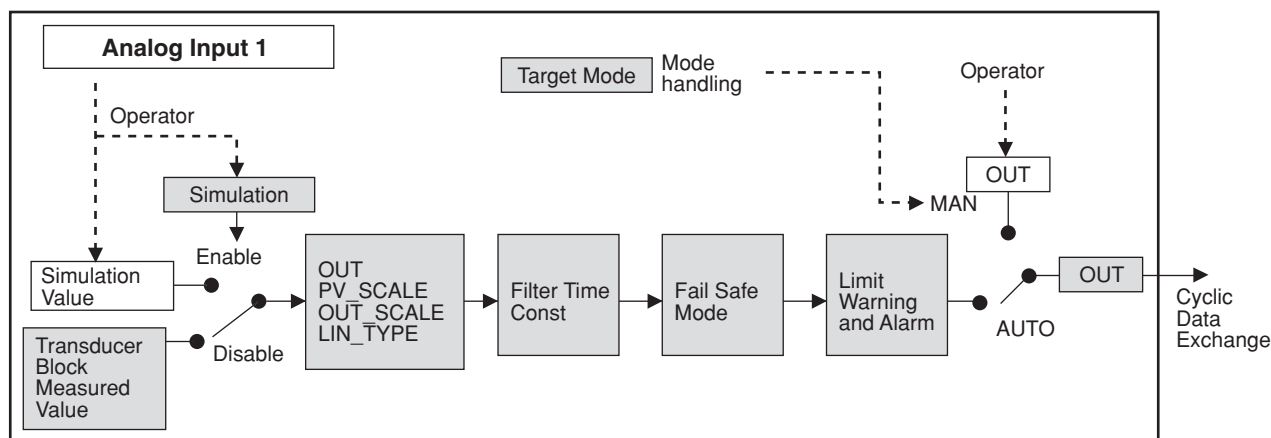 Analog Input 1
Operator
Simulation
Enable
Simulation
Value
Transducer
Block
Measured
Value
Disable
OUT
PV_SCALE
OUT_SCALE
LIN_TYPE
Filter Time
Const
Fail Safe
Mode
Limit
Warning
and Alarm
Target Mode
Mode
handling
Operator
OUT
MAN
AUTO
OUT
Cyclic
Data
Exchange